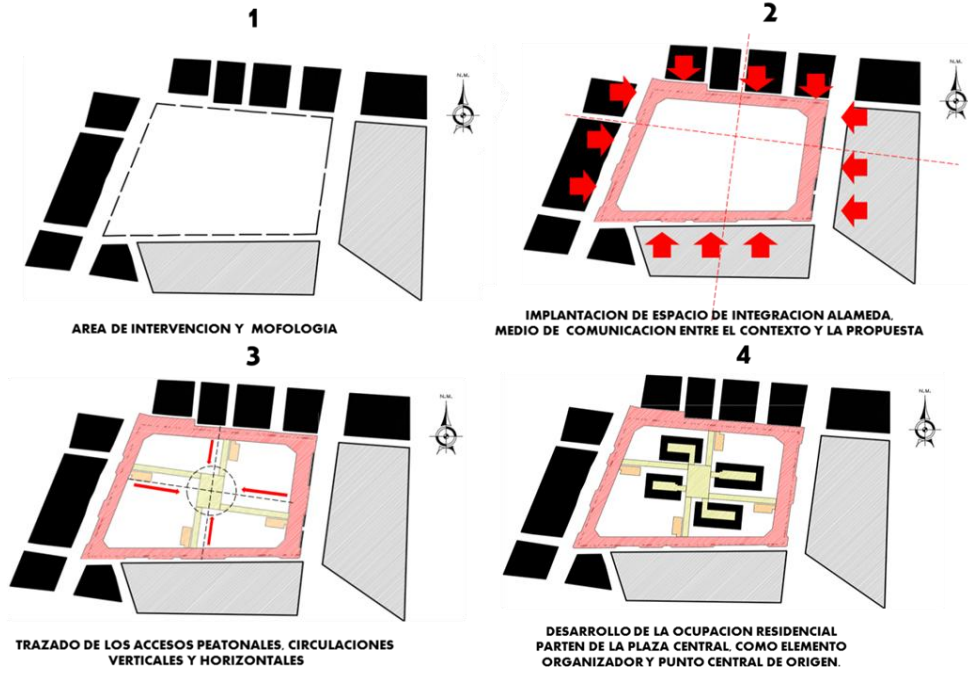 1
2
N.M.
N.M.
AREA DE INTERVENCION Y MOFOLOGIA
IMPLANTACION DE ESPACIO DE INTEGRACION ALAMEDA,
MEDIO DE COMUNICACION ENTRE EL CONTEXTO Y LA PROPUESTA
3
4
N.M.
N.M.
TRAZADO DE LOS ACCESOS PEATONALES, CIRCULACIONES
VERTICALES Y HORIZONTALES
DESARROLLO DE LA OCUPACION RESIDENCIAL
PARTEN DE LA PLAZA CENTRAL, COMO ELEMENTO
ORGANIZADOR Y PUNTO CENTRAL DE ORIGEN.